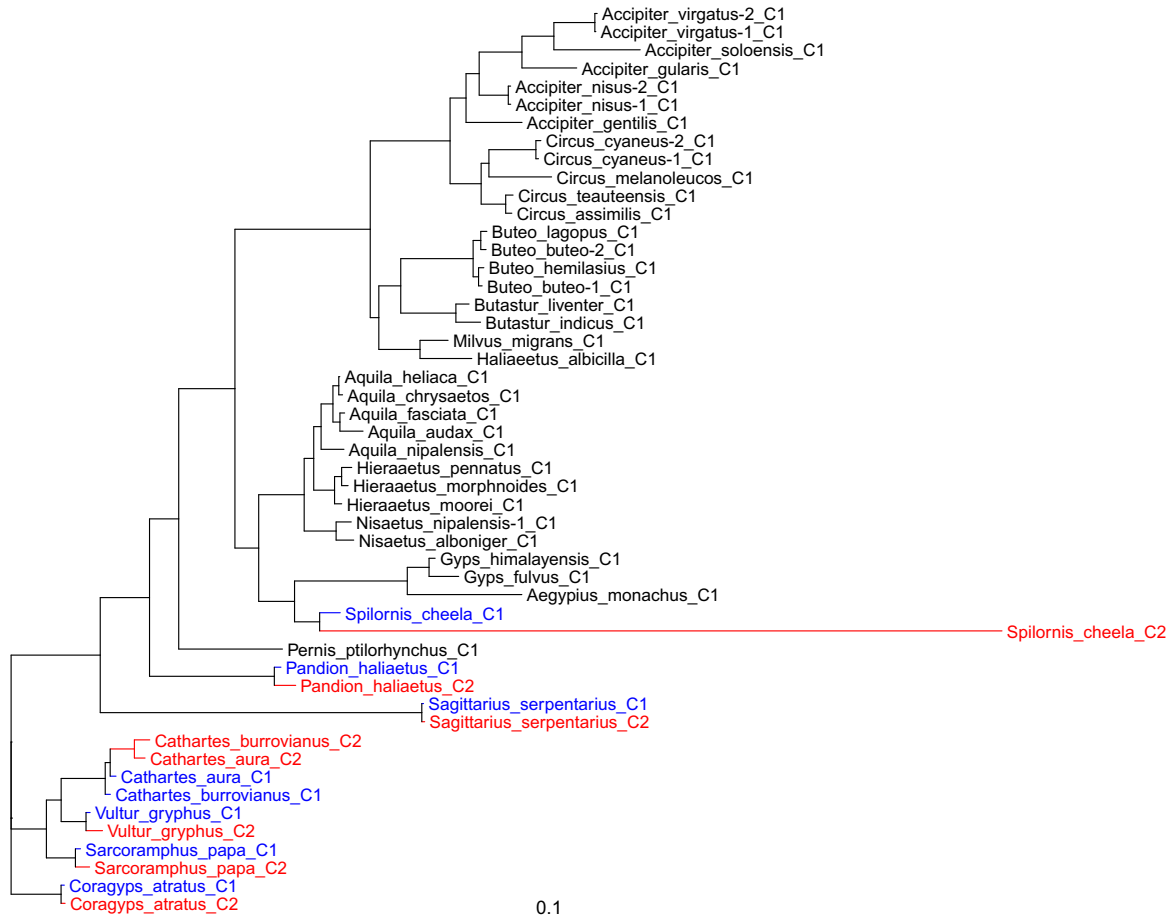 Accipiter_virgatus-2_C1
Accipiter_virgatus-1_C1
Accipiter_soloensis_C1
Accipiter_gularis_C1
Accipiter_nisus-2_C1
Accipiter_nisus-1_C1
Accipiter_gentilis_C1
Circus_cyaneus-2_C1
Circus_cyaneus-1_C1
Circus_melanoleucos_C1
Circus_teauteensis_C1
Circus_assimilis_C1
Buteo_lagopus_C1
Buteo_buteo-2_C1
Buteo_hemilasius_C1
Buteo_buteo-1_C1
Butastur_liventer_C1
Butastur_indicus_C1
Milvus_migrans_C1
Haliaeetus_albicilla_C1
Aquila_heliaca_C1
Aquila_chrysaetos_C1
Aquila_fasciata_C1
Aquila_audax_C1
Aquila_nipalensis_C1
Hieraaetus_pennatus_C1
Hieraaetus_morphnoides_C1
Hieraaetus_moorei_C1
Nisaetus_nipalensis-1_C1
Nisaetus_alboniger_C1
Gyps_himalayensis_C1
Gyps_fulvus_C1
Aegypius_monachus_C1
Spilornis_cheela_C1
Spilornis_cheela_C2
Pernis_ptilorhynchus_C1
Pandion_haliaetus_C1
Pandion_haliaetus_C2
Sagittarius_serpentarius_C1
Sagittarius_serpentarius_C2
Cathartes_burrovianus_C2
Cathartes_aura_C2
Cathartes_aura_C1
Cathartes_burrovianus_C1
Vultur_gryphus_C1
Vultur_gryphus_C2
Sarcoramphus_papa_C1
Sarcoramphus_papa_C2
Coragyps_atratus_C1
Coragyps_atratus_C2
0.1